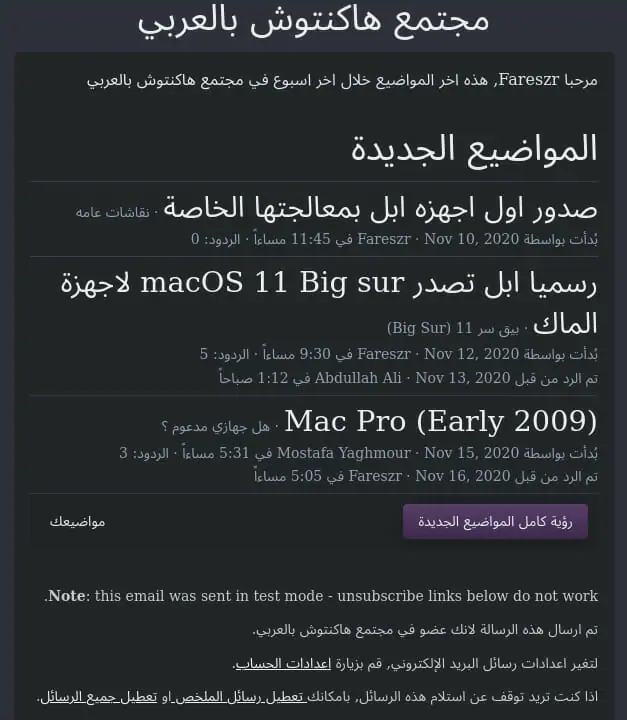 مجتمع هاكنتوش بالعربي
مرحبا Fareszr, هذه اخر المواضيع خلال اخر اسبوع في مجتمع هاكنتوش بالعربي
المواضيع الجديدة
صدور اول اجهزه ابل بمعالجتها الخاصة · نقاشات عامه
بُدأت بواسطة Fareszr · Nov 10, 2020 في 11:45 مساءاً · الردود: 0
رسميا ابل تصدر macOS 11 Big sur لاجهزة
الماك · بيق سر 11 (Big Sur)
بُدأت بواسطة Fareszr · Nov 12, 2020 في 9:30 مساءاً · الردود: 5
تم الرد من قبل Abdullah Ali · Nov 13, 2020 في 1:12 صباحاً
Mac Pro (Early 2009) · هل جهازي مدعوم ؟
بُدأت بواسطة Mostafa Yaghmour · Nov 15, 2020 في 5:31 مساءاً · الردود: 3
تم الرد من قبل Fareszr · Nov 16, 2020 في 5:05 مساءاً
رؤية كامل المواضيع الجديدة مواضيعك
Note: this email was sent in test mode - unsubscribe links below do not work.
تم ارسال هذه الرسالة لانك عضو في مجتمع هاكنتوش بالعربي.
لتغير اعدادات رسائل البريد الإلكتروني, قم بزيارة اعدادات الحساب.
اذا كنت تريد توقف عن استلام هذه الرسائل, بامكانك تعطيل رسائل الملخص او تعطيل جميع الرسائل.